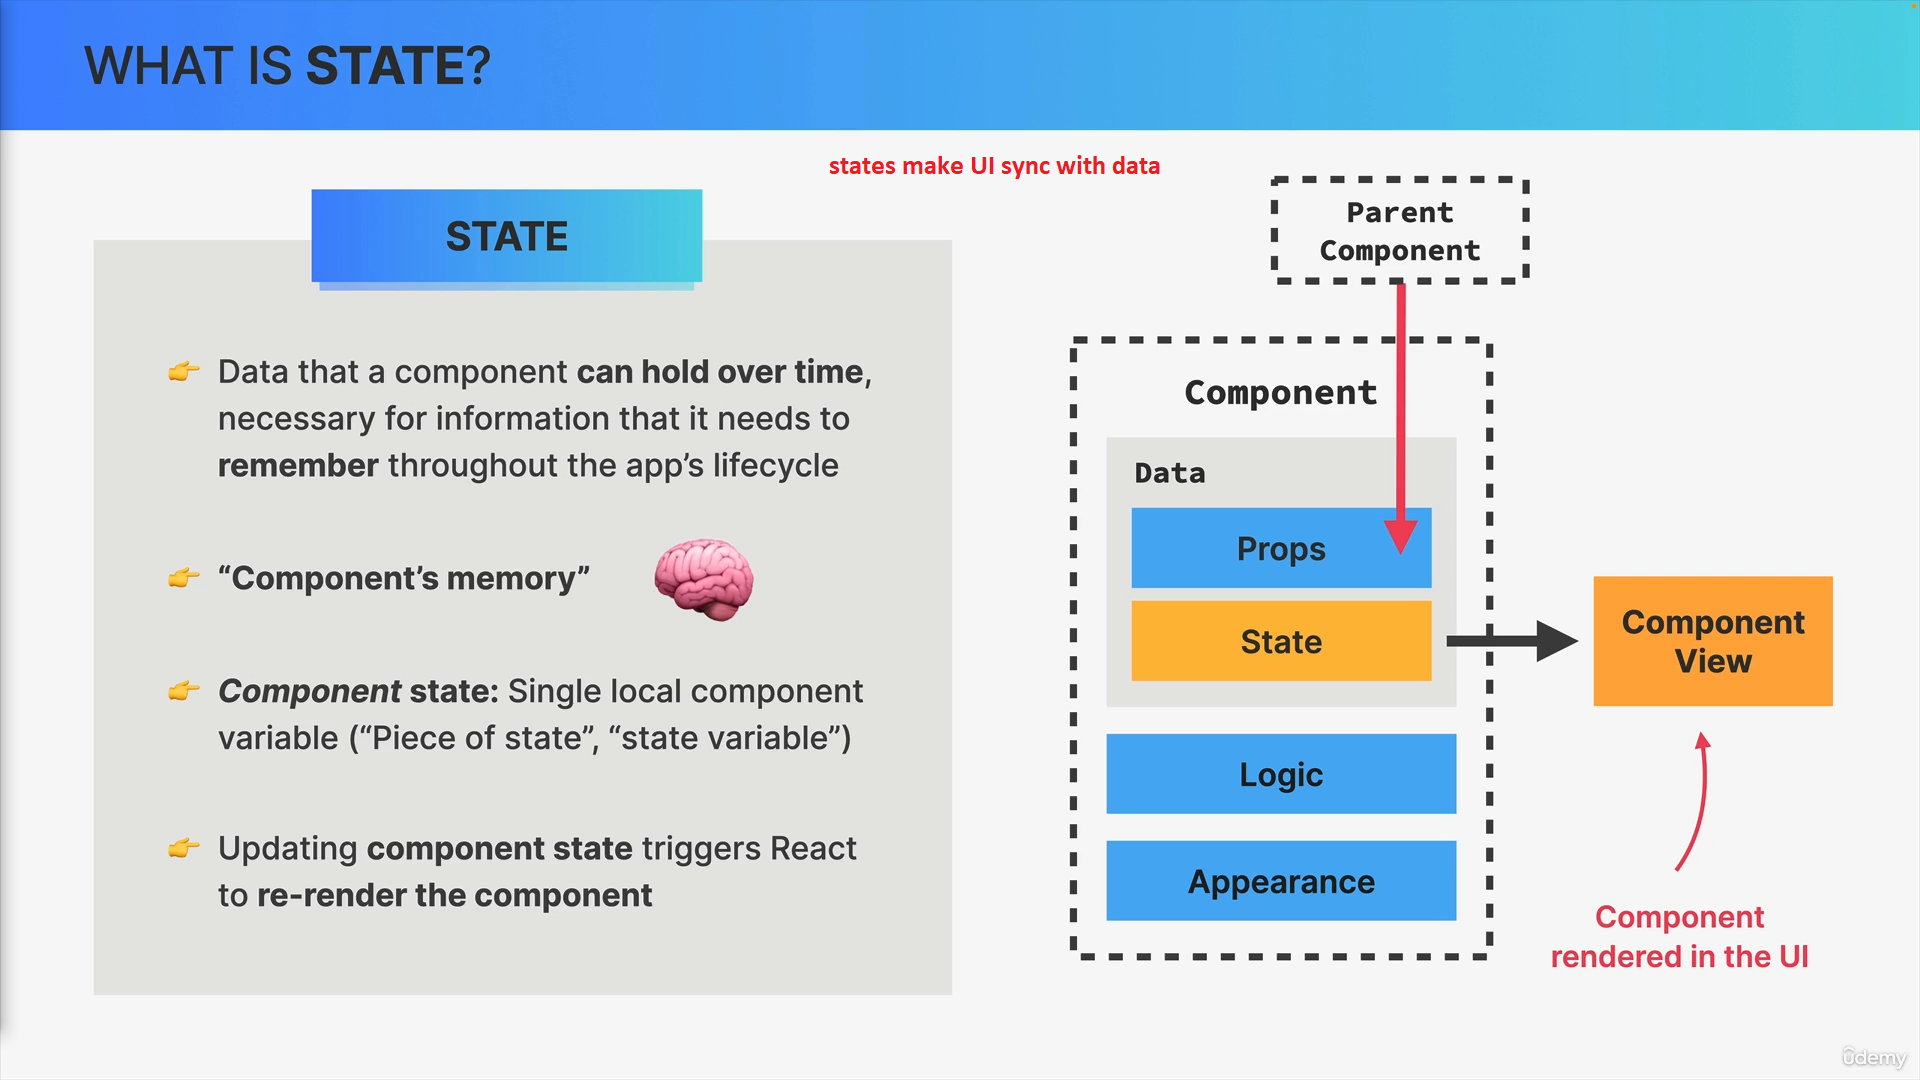 WHAT IS STATE?
states make UI sync with data
STATE
👉 Data that a component can hold over time,
necessary for information that it needs to
remember throughout the app’s lifecycle
👉 “Component’s memory”
👉 Component state: Single local component
variable (“Piece of state”, “state variable”)
👉 Updating component state triggers React
to re-render the component
Parent
Component
Component
Data
Props
State
Logic
Appearance
Component
View
Component
rendered in the UI
ûdemy